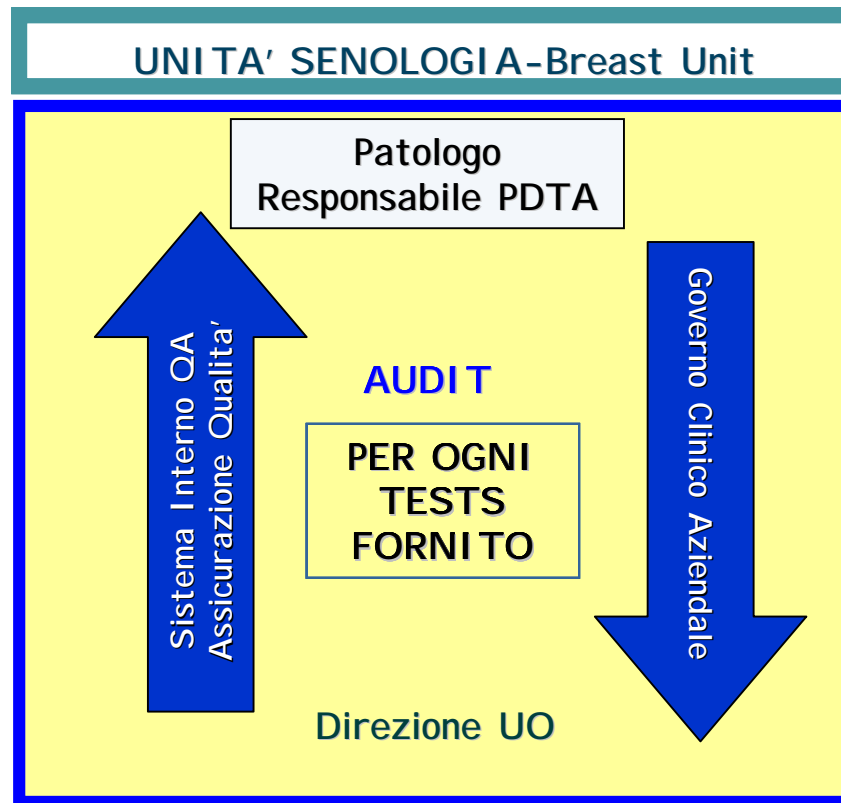 UNITA' SENOLOGIA-Breast Unit
Patologo
Responsabile PDTA
Sistema Interno QA
Assicurazione Qualita'
Governo Clinico Aziendale
AUDIT
PER OGNI
TESTS
FORNITO
Direzione UO